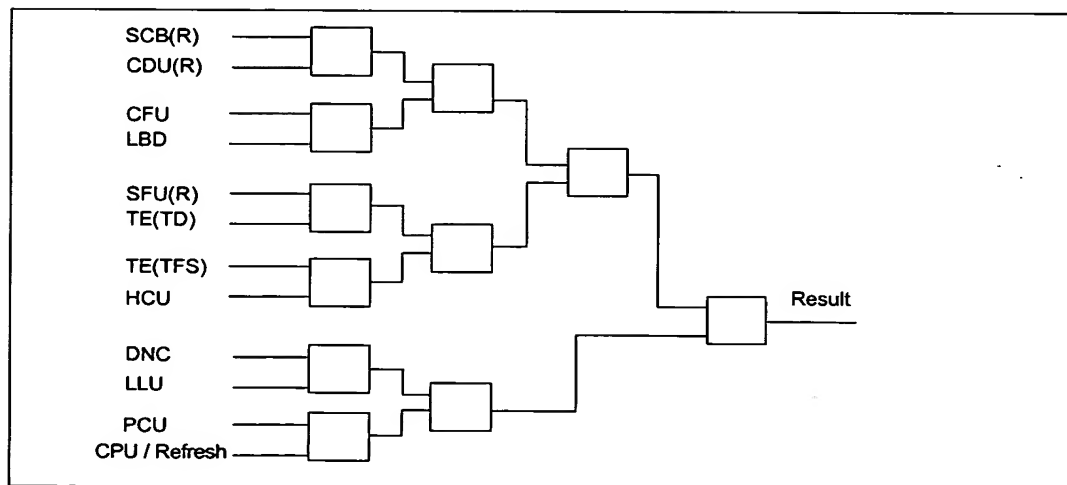 SCB(R)
CDU(R)
CFU
LBD
SFU(R)
TE(TD)
TE(TFS)
HCU
DNC
LLU
PCU
CPU / Refresh
Result